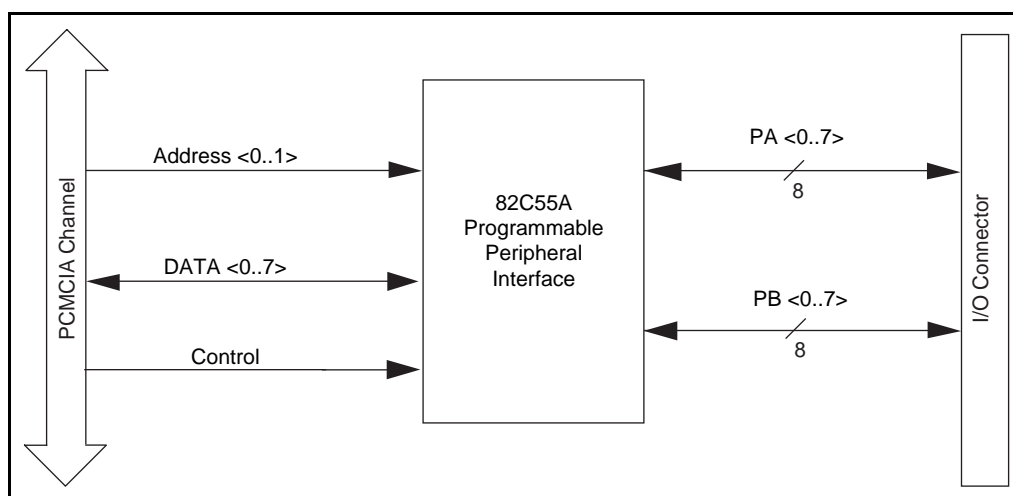 PCMCIA Channel
Address <0..1>
DATA <0..7>
Control
82C55A
Programmable
Peripheral
Interface
PA <0..7>
8
PB <0..7>
8
I/O Connector